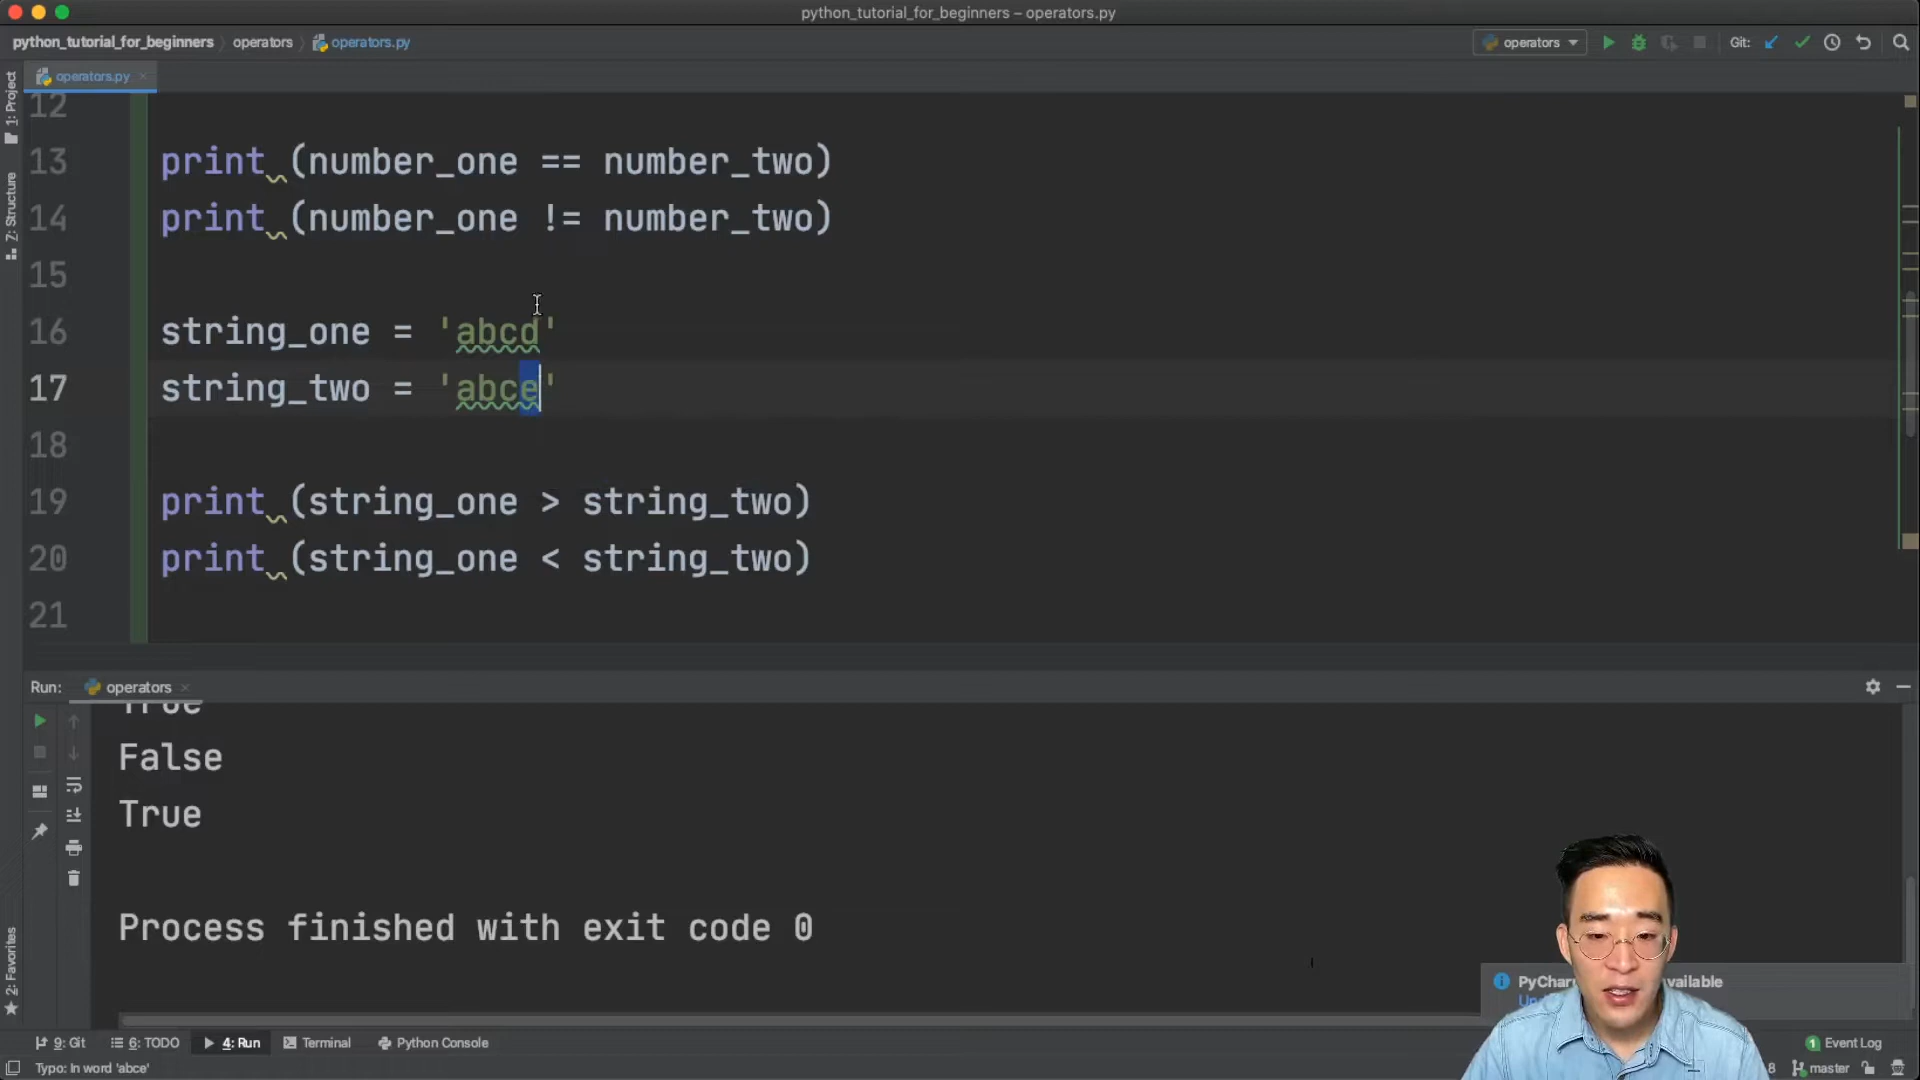 python_tutorial_for_beginners – operators.py
python_tutorial_for_beginners operators operators.py
operators
Git:
operators.py
1: Project
Z: Structure
2: Favorites
12
13 print (number_one == number_two)
14 print (number_one != number_two)
15
16 string_one = 'abcd'
17 string_two = 'abce'
18
19 print (string_one > string_two)
20 print (string_one < string_two)
21
Run: operators
True
False
True
Process finished with exit code 0
9: Git 6: TODO 4: Run Terminal Python Console
1 Event Log
Typo: In word 'abce'
8 master